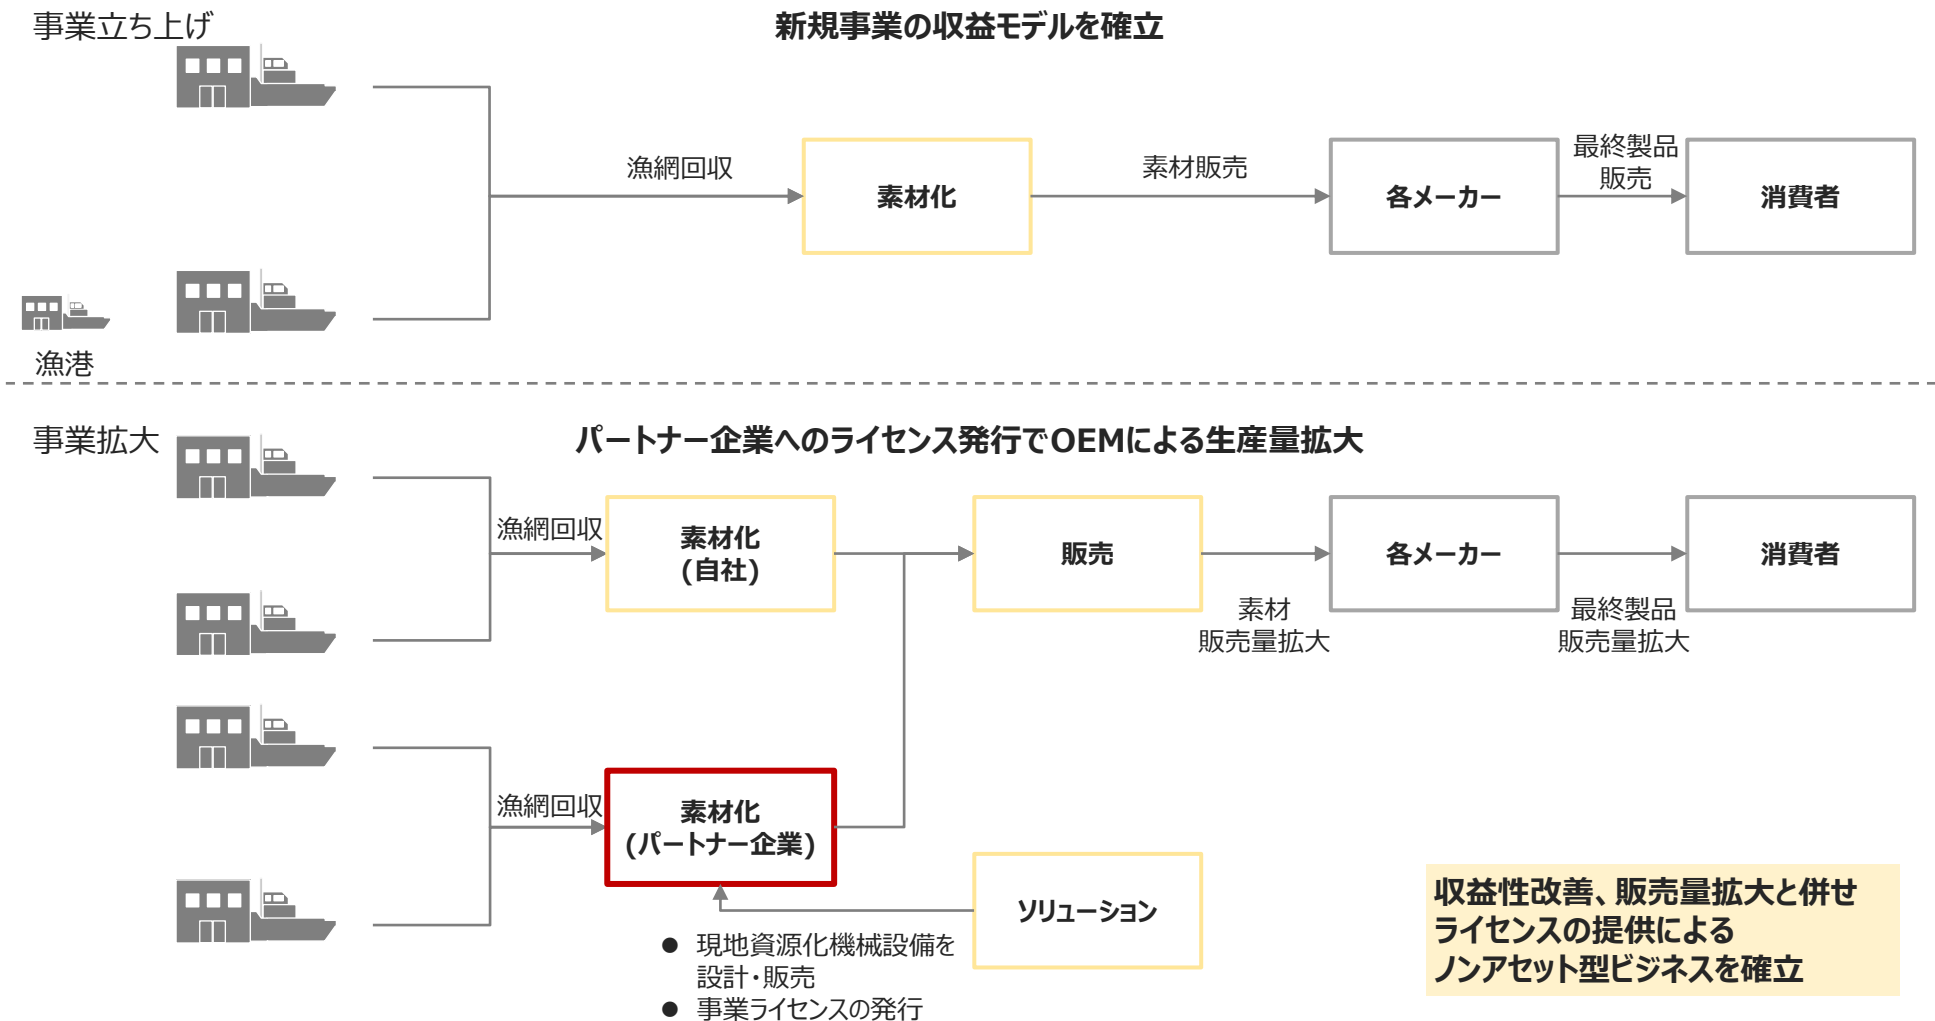 事業立ち上げ
新規事業の収益モデルを確立
漁網回収
素材化
素材販売
各メーカー
最終製品
販売
消費者
漁港
事業拡大
パートナー企業へのライセンス発行でOEMによる生産量拡大
漁網回収
素材化
(自社)
販売
素材
販売量拡大
各メーカー
最終製品
販売量拡大
消費者
漁網回収
素材化
(パートナー企業)
ソリューション
● 現地資源化機械設備を
設計・販売
● 事業ライセンスの発行
収益性改善、販売量拡大と併せ
ライセンスの提供による
ノンアセット型ビジネスを確立